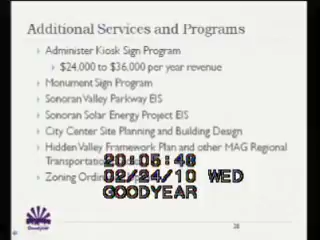 Additional Services and Programs
Administer Kiosk Sign Program
$24,000 to $36,000 per year revenue
Monument Sign Program
Sonoran Valley Parkway EIS
Sonoran Solar Energy Project EIS
City Center Site Planning and Building Design
Hidden Valley Framework Plan and other MAG Regional
Transportation
20:05:48
Zoning
02/24/10 WED
GOODYEAR
28